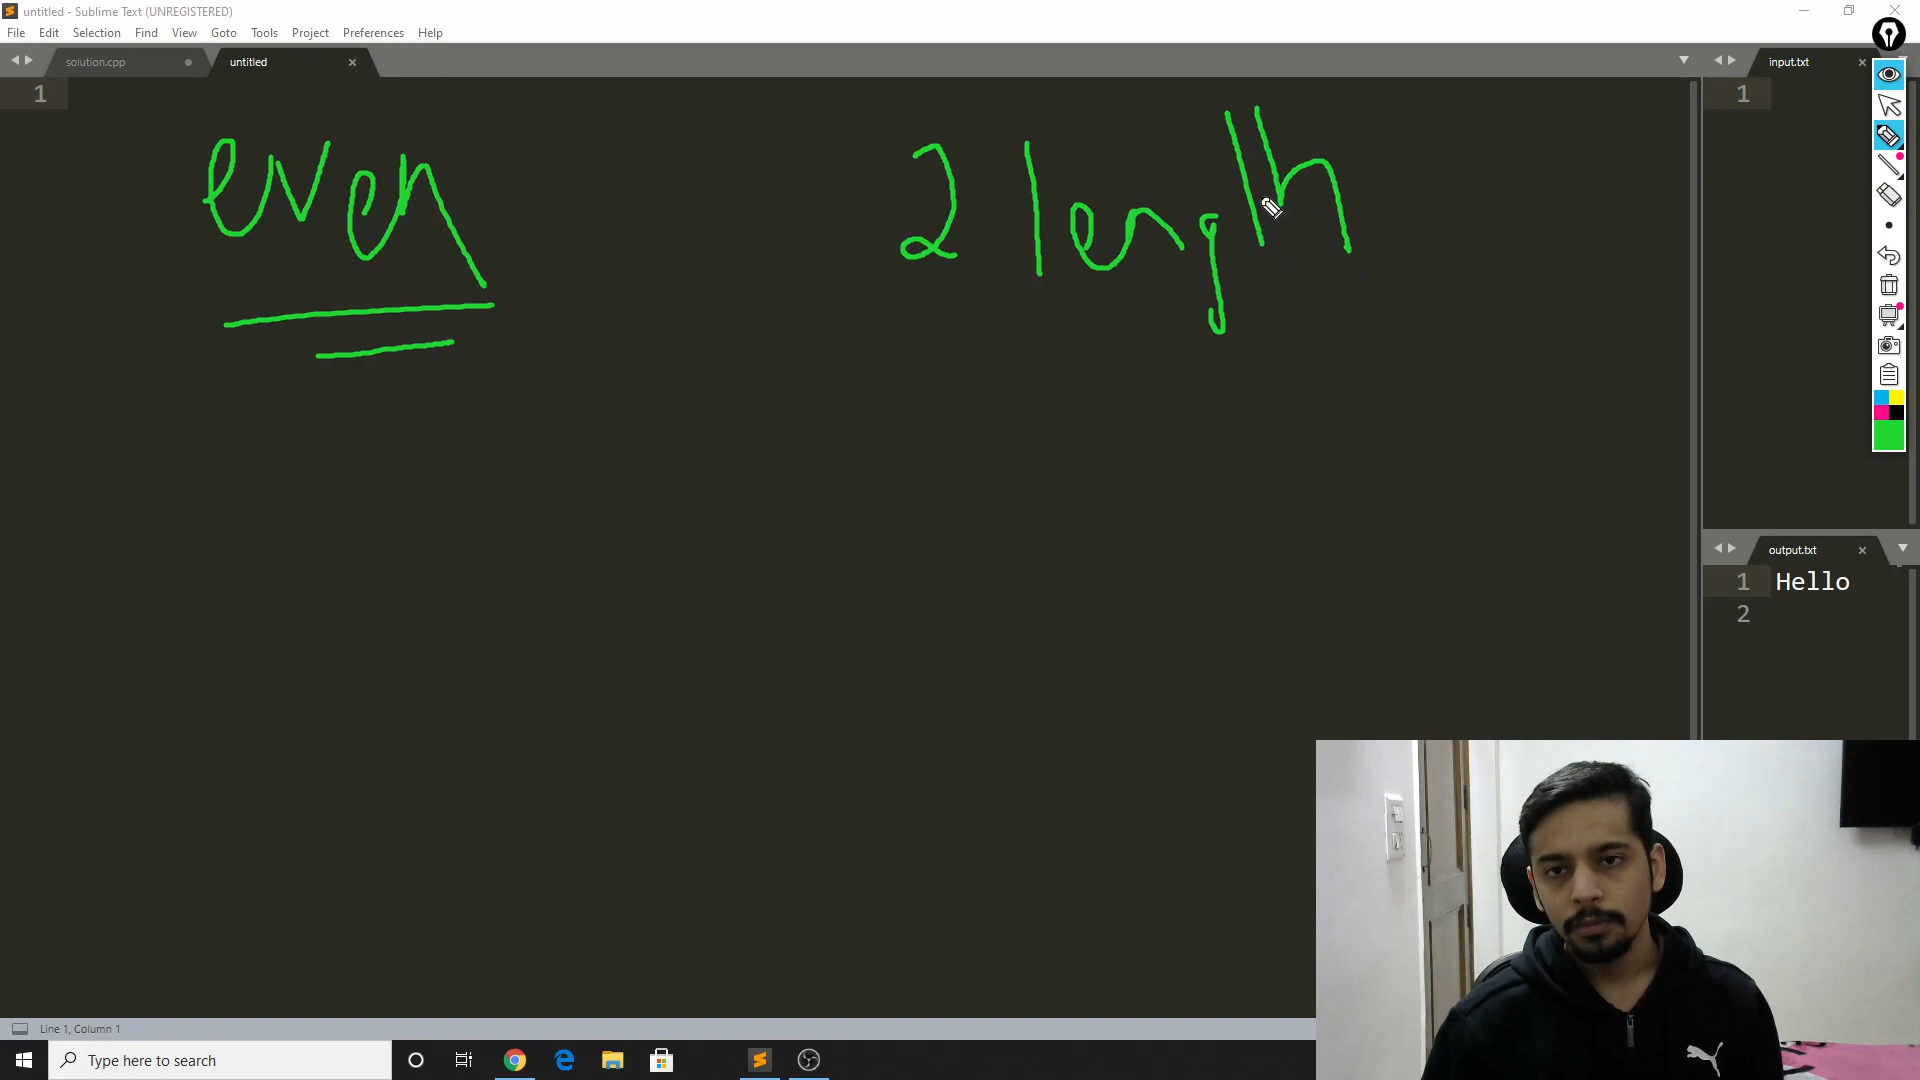 untitled - Sublime Text (UNREGISTERED)
File Edit Selection Find View Goto Tools Project Preferences Help
solution.cpp
untitled
input.txt
1
1
even
2 length
output.txt
1 Hello
2
Line 1, Column 1
Type here to search